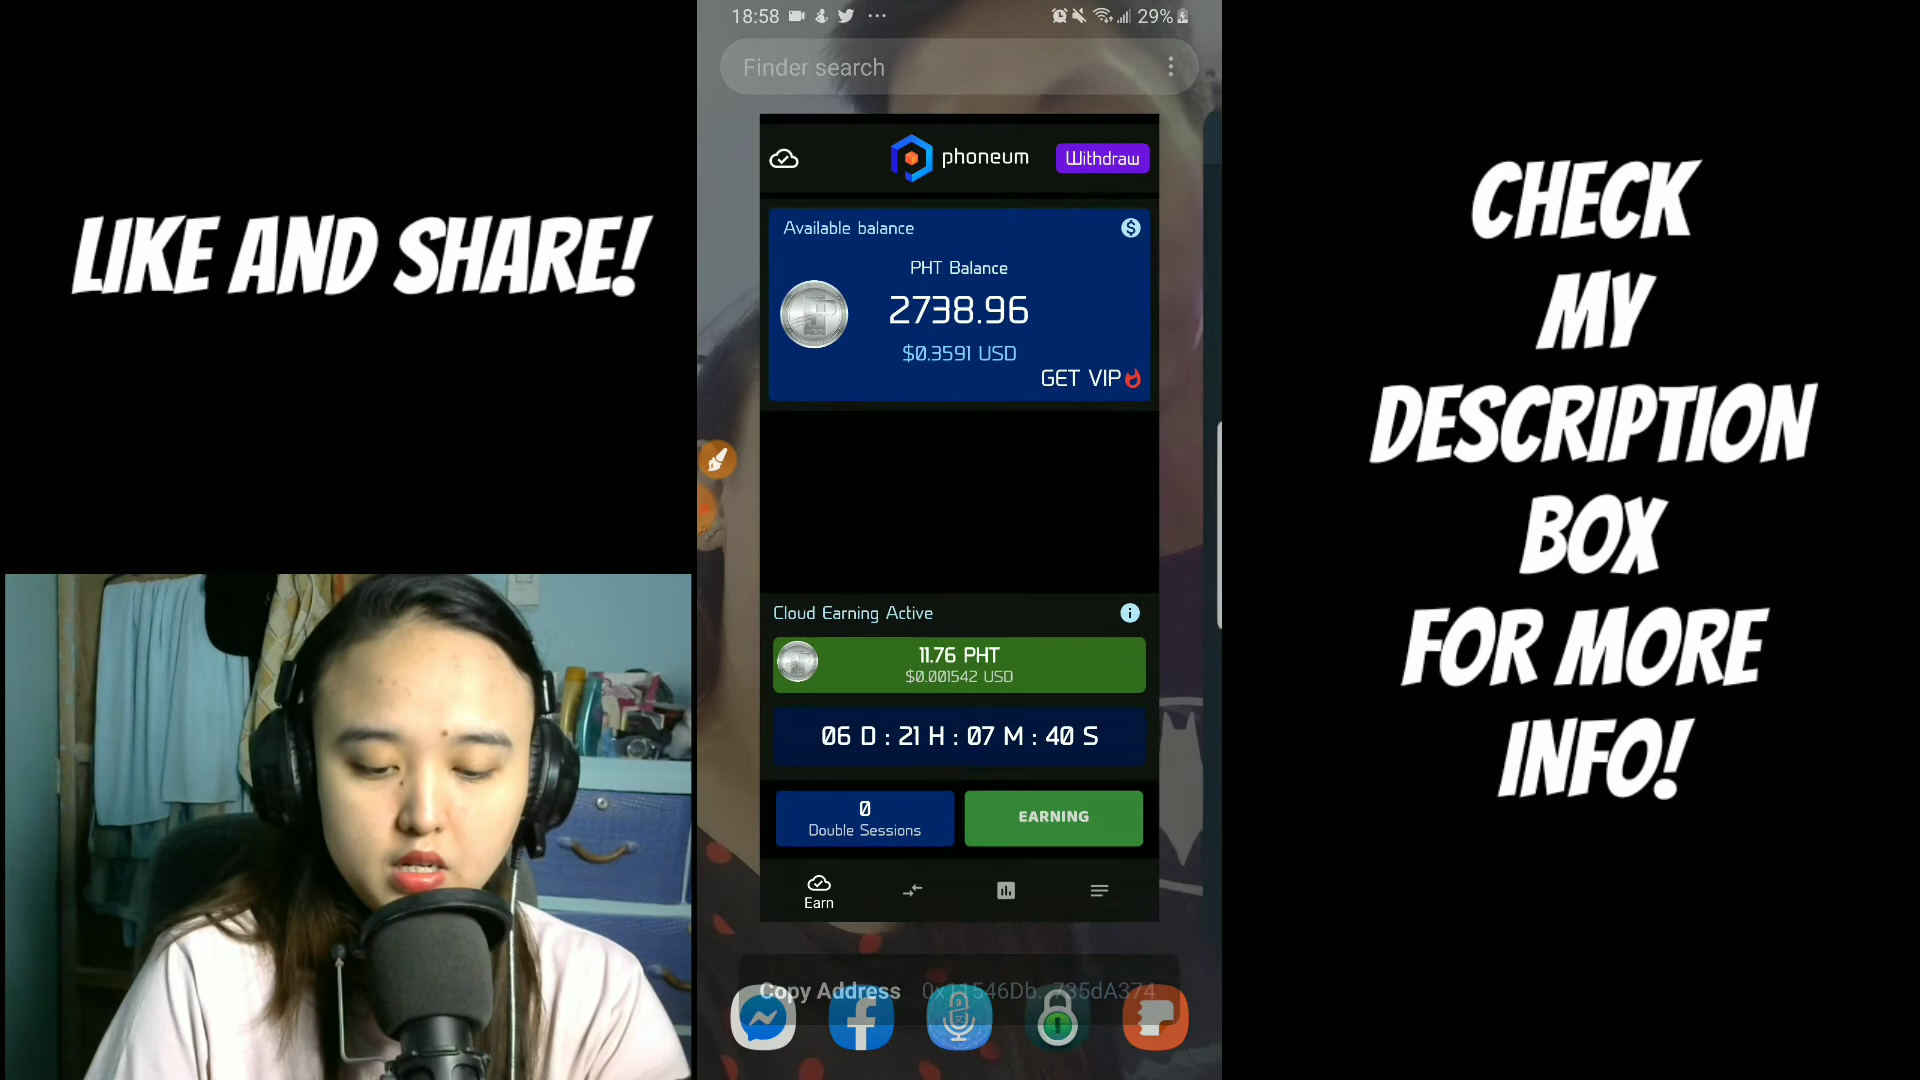 LIKE AND SHARE!
18:58
29%
Finder search
phoneum
Withdraw
Available balance
PHT Balance
2738.96
$0.3591 USD
GET VIP
Cloud Earning Active
11.76 PHT
$0.001542 USD
06 D : 21 H : 07 M : 40 S
0
Double Sessions
EARNING
Earn
Copy Address 0x11546Db...735dA374
CHECK
MY
DESCRIPTION
BOX
FOR MORE
INFO!